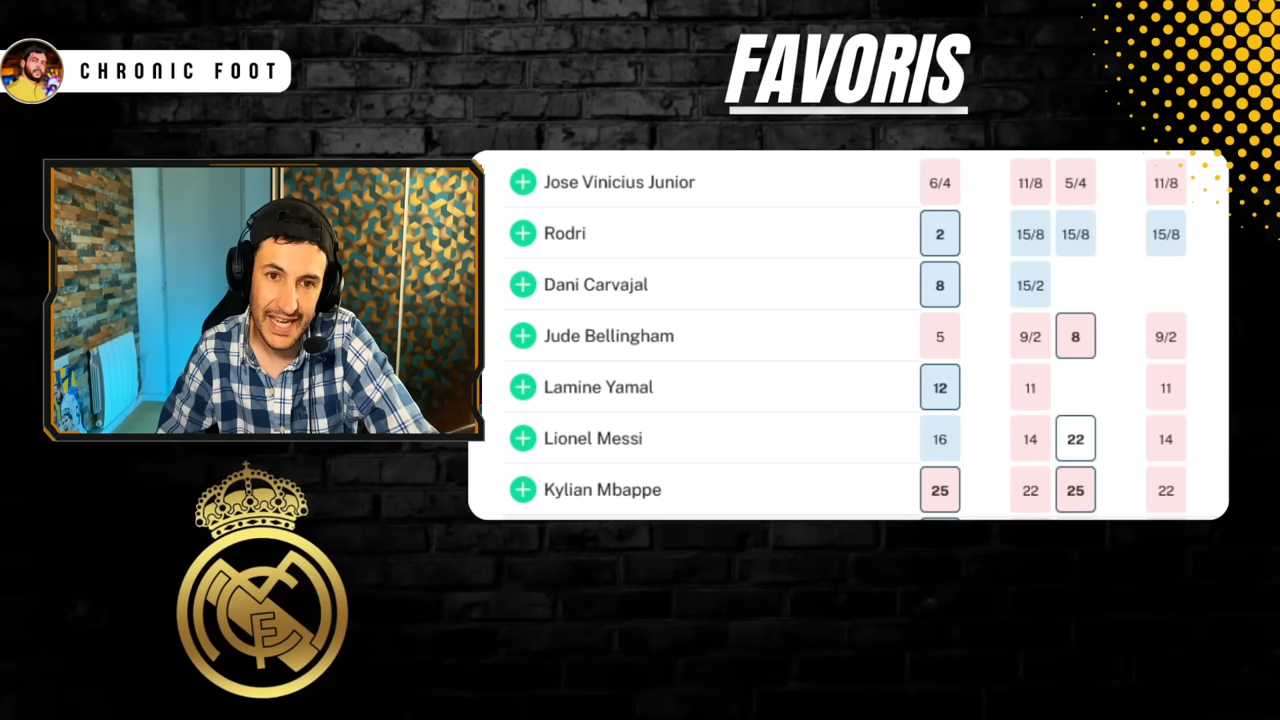 CHRONIC FOOT
FAVORIS
Jose Vinicius Junior 6/4 11/8 5/4 11/8
Rodri 2 15/8 15/8 15/8
Dani Carvajal 8 15/2
Jude Bellingham 5 9/2 8 9/2
Lamine Yamal 12 11 11
Lionel Messi 16 14 22 14
Kylian Mbappe 25 22 25 22